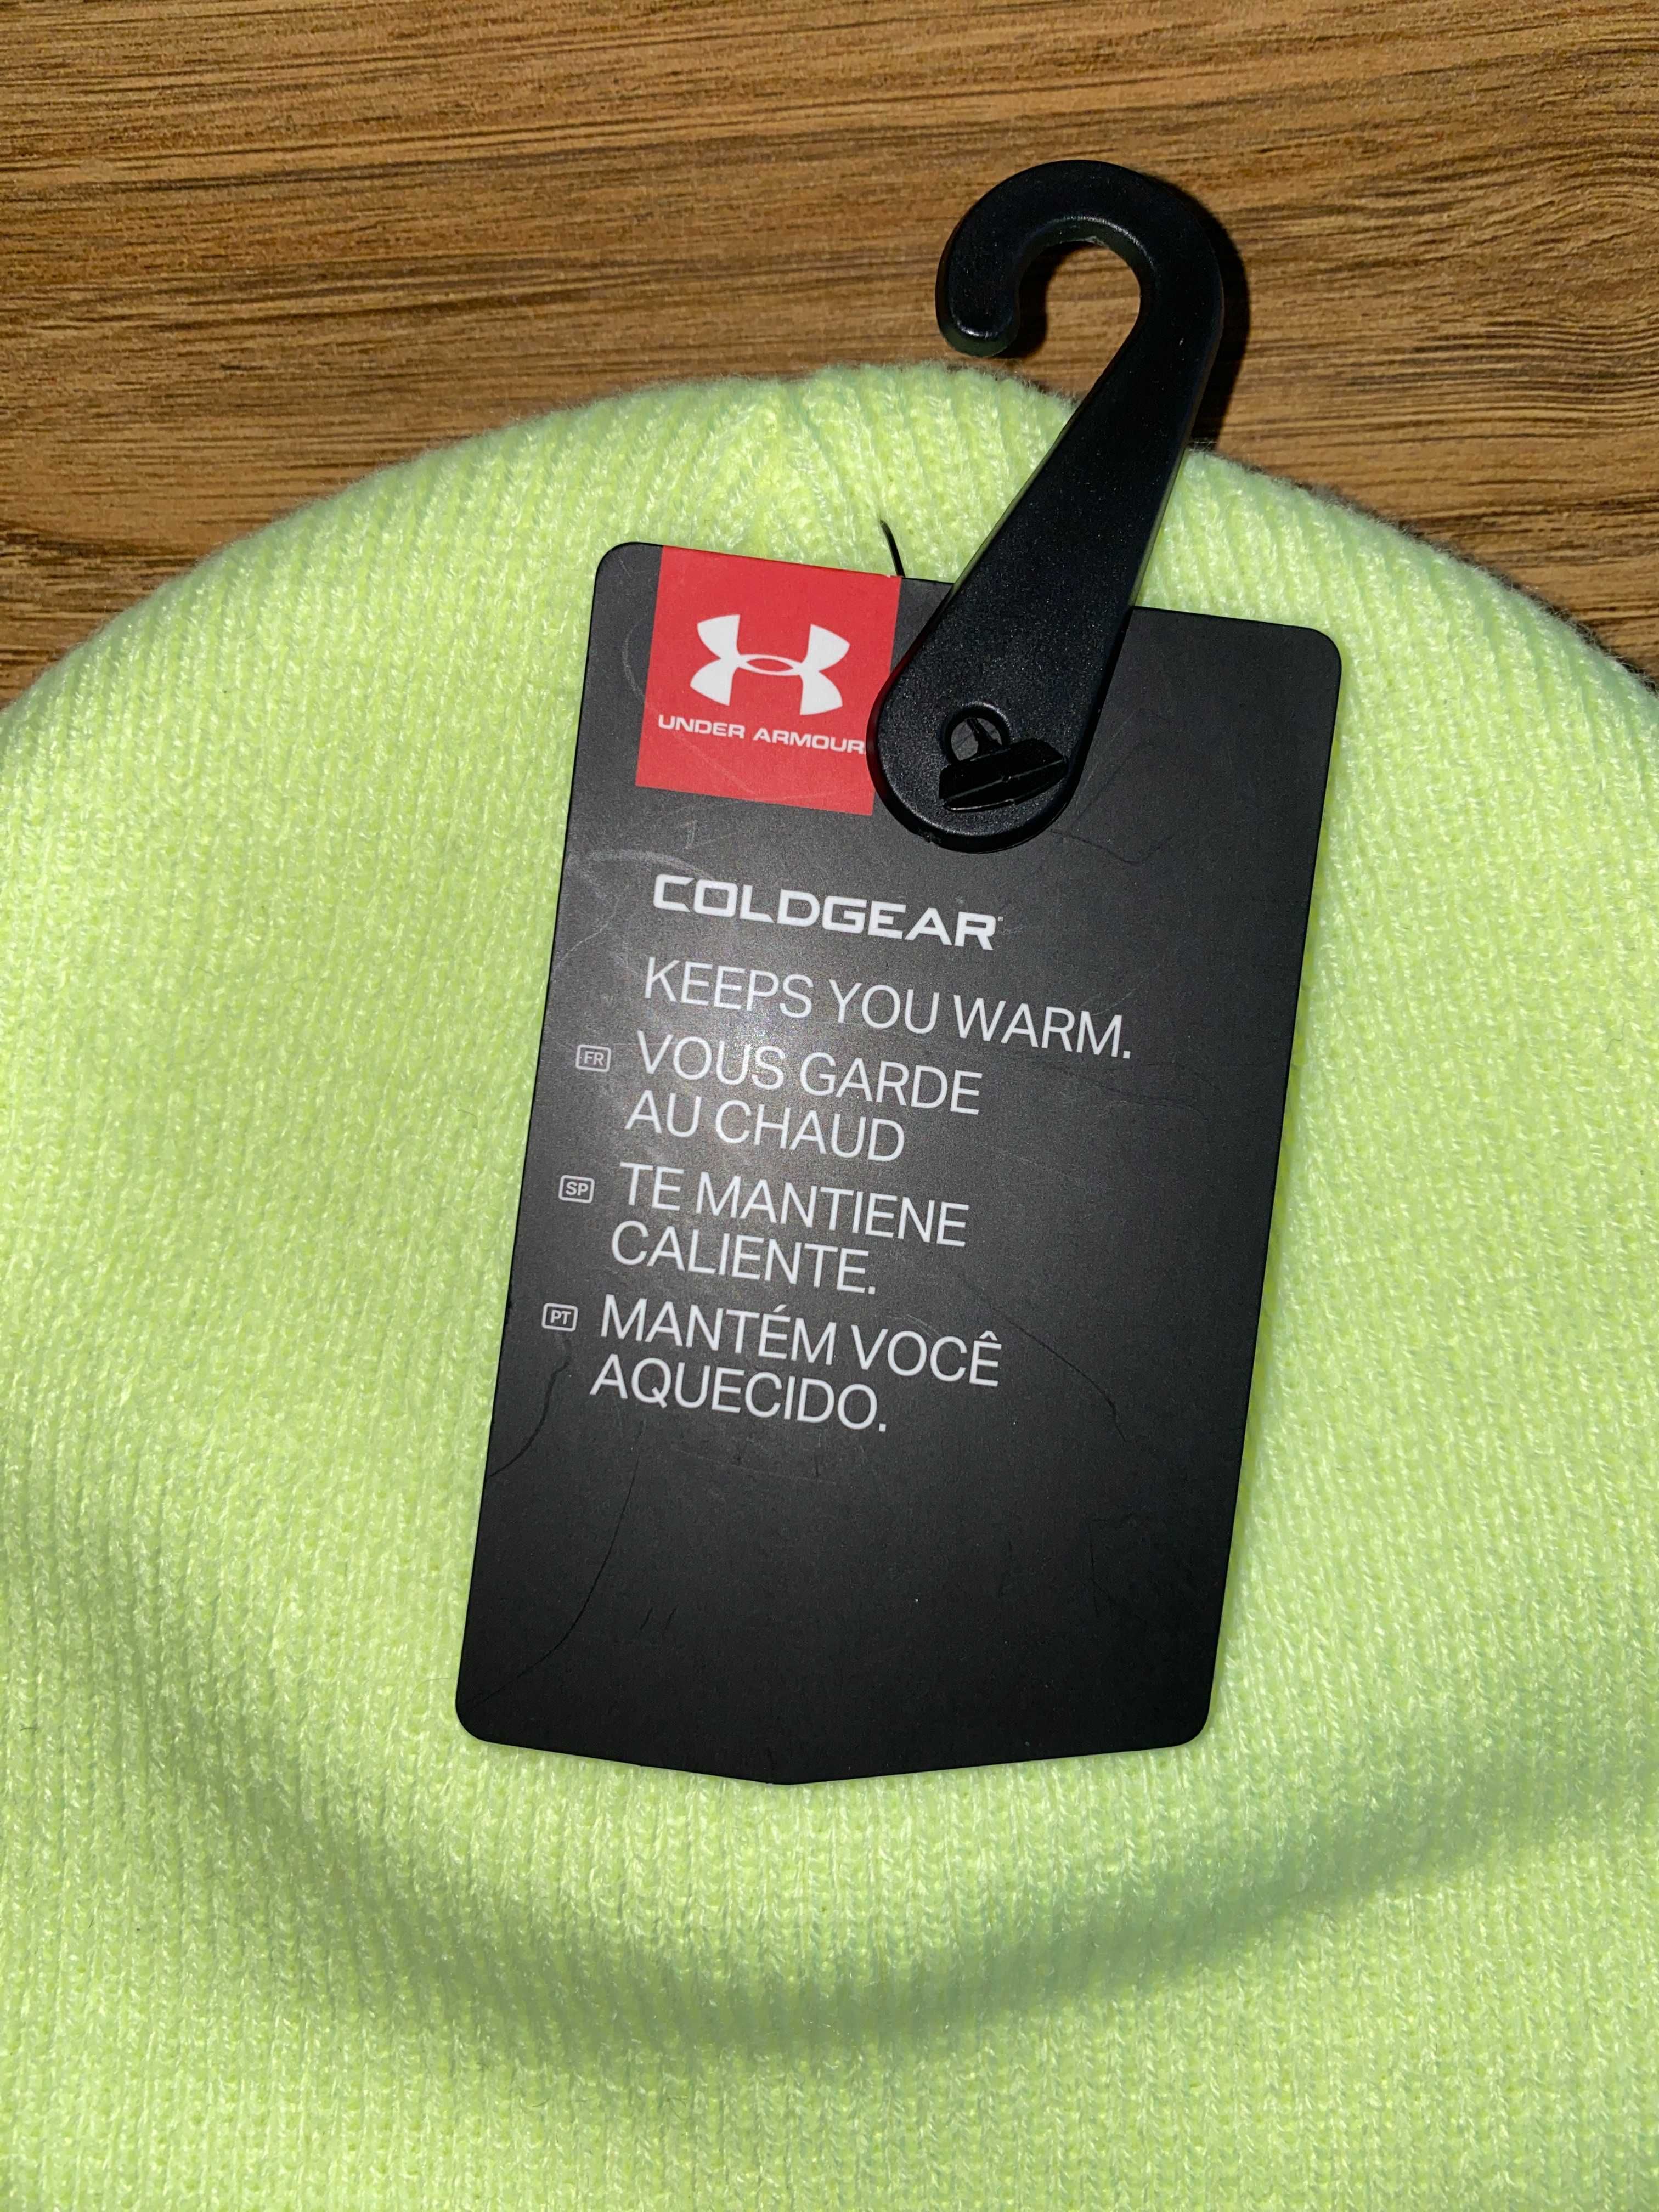 UNDER ARMOUR
COLDGEAR
KEEPS YOU WARM.
FR VOUS GARDE
AU CHAUD
SP TE MANTIENE
CALIENTE.
PT MANTÉM VOCÊ
AQUECIDO.